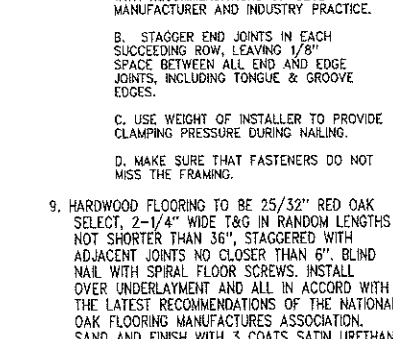 MANUFACTURER AND INDUSTRY PRACTICE.
B. STAGGER END JOINTS IN EACH
SUCCEEDING ROW, LEAVING 1/8"
SPACE BETWEEN ALL END AND EDGE
JOINTS, INCLUDING TONGUE & GROOVE
EDGES.
C. USE WEIGHT OF INSTALLER TO PROVIDE
CLAMPING PRESSURE DURING NAILING.
D. MAKE SURE THAT FASTENERS DO NOT
MISS THE FRAMING.
9. HARDWOOD FLOORING TO BE 25/32" RED OAK
SELECT, 2-1/4" WIDE T&G IN RANDOM LENGTHS
NOT SHORTER THAN 36", STAGGERED WITH
ADJACENT JOINTS NO CLOSER THAN 6". BLIND
NAIL WITH SPIRAL FLOOR SCREWS. INSTALL
OVER UNDERLAYMENT AND ALL IN ACCORD WITH
THE LATEST RECOMMENDATIONS OF THE NATIONAL
OAK FLOORING MANUFACTURES ASSOCIATION.
SAND AND FINISH WITH 3 COATS SATIN URETHAN